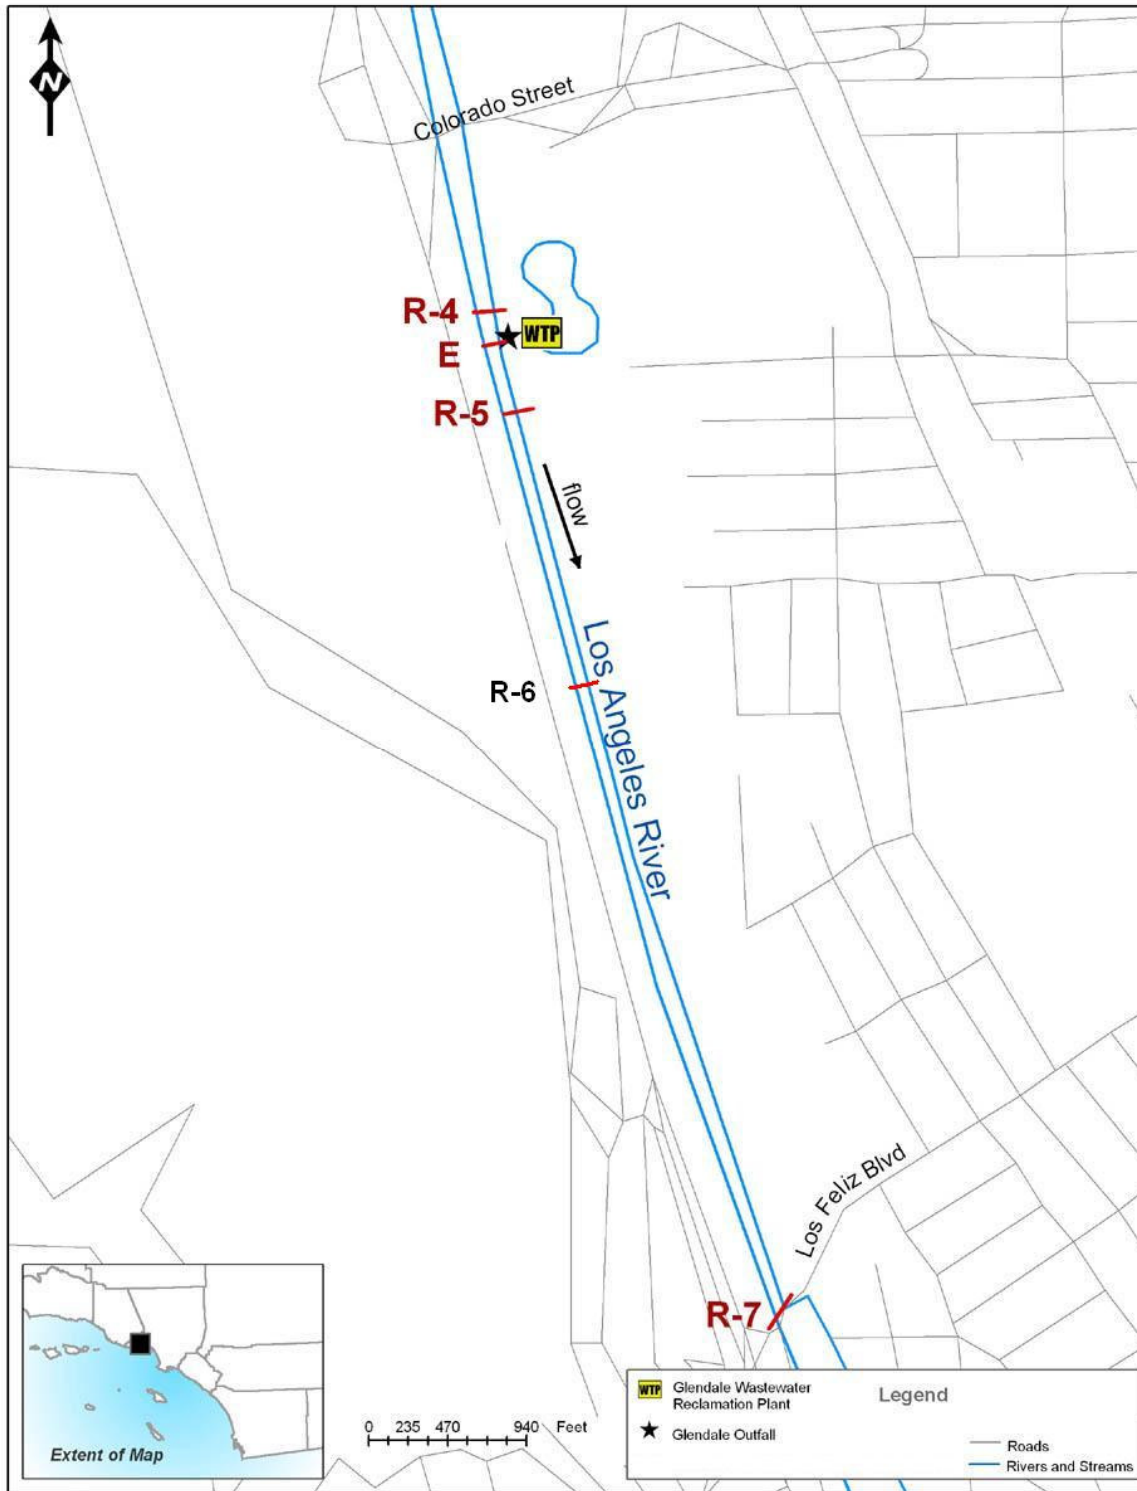 N
Colorado Street
R-4
WTP
E
R-5
flow
Los Angeles River
R-6
Los Feliz Blvd
R-7
Extent of Map
0 235 470 940 Feet
Legend
WTP Glendale Wastewater
Reclamation Plant
Glendale Outfall
Roads
Rivers and Streams